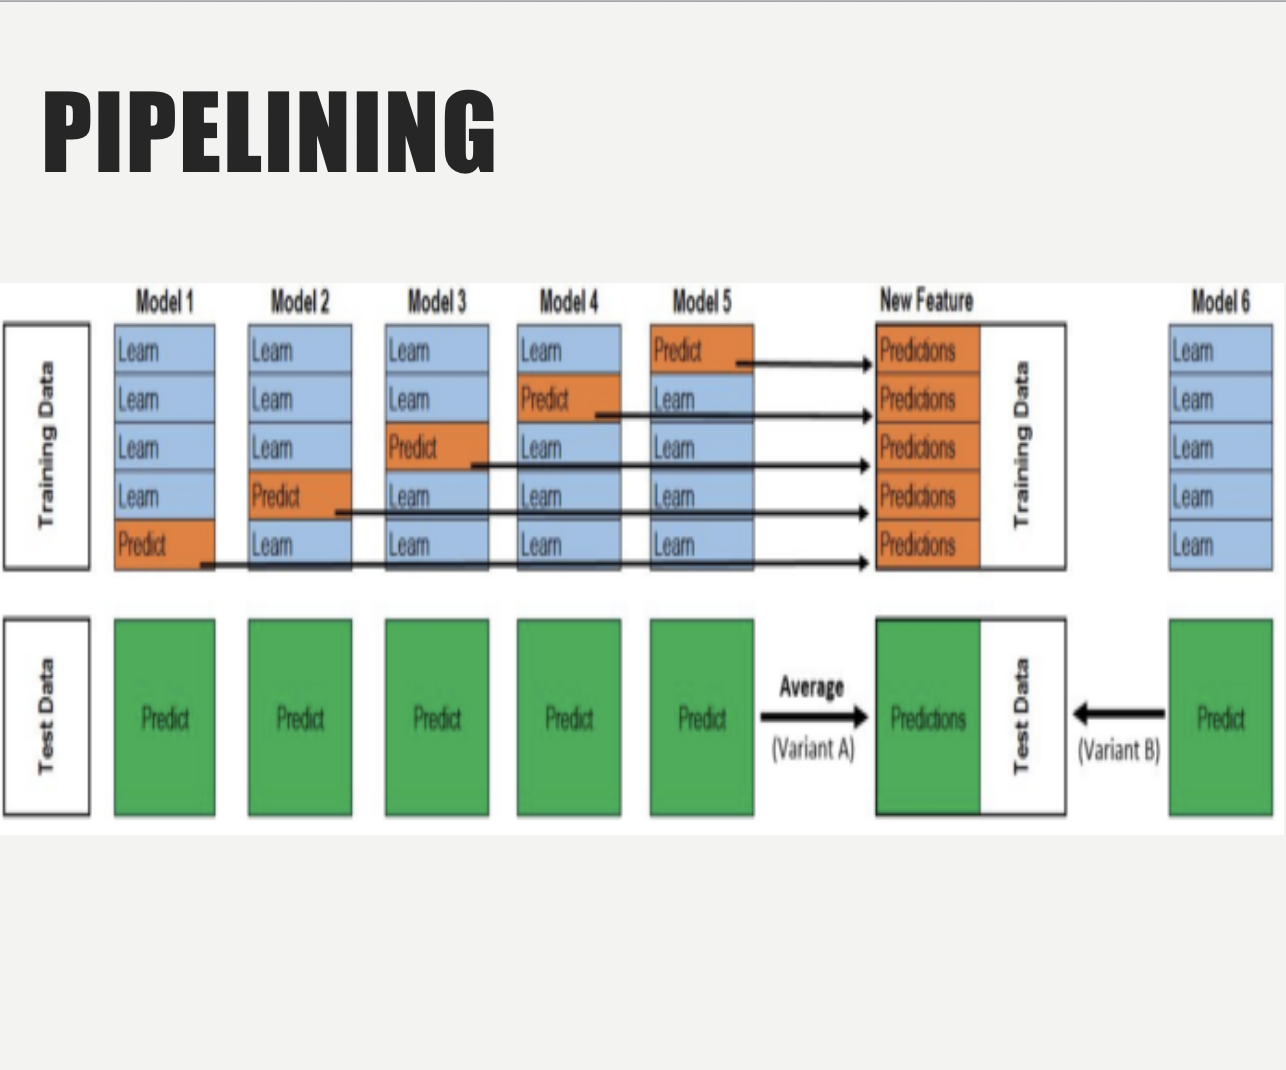 PIPELINING
Model 1 Model 2 Model 3 Model 4 Model 5 New Feature Model 6
Training Data
Learn Learn Learn Learn Predict Predictions Learn
Learn Learn Learn Predict Learn Predictions Learn
Learn Learn Predict Learn Learn Predictions Learn
Learn Predict Learn Learn Learn Predictions Learn
Predict Learn Learn Learn Learn Predictions Learn
Training Data
Test Data
Predict Predict Predict Predict Predict
Average
(Variant A)
Predictions
Test Data
(Variant B)
Predict